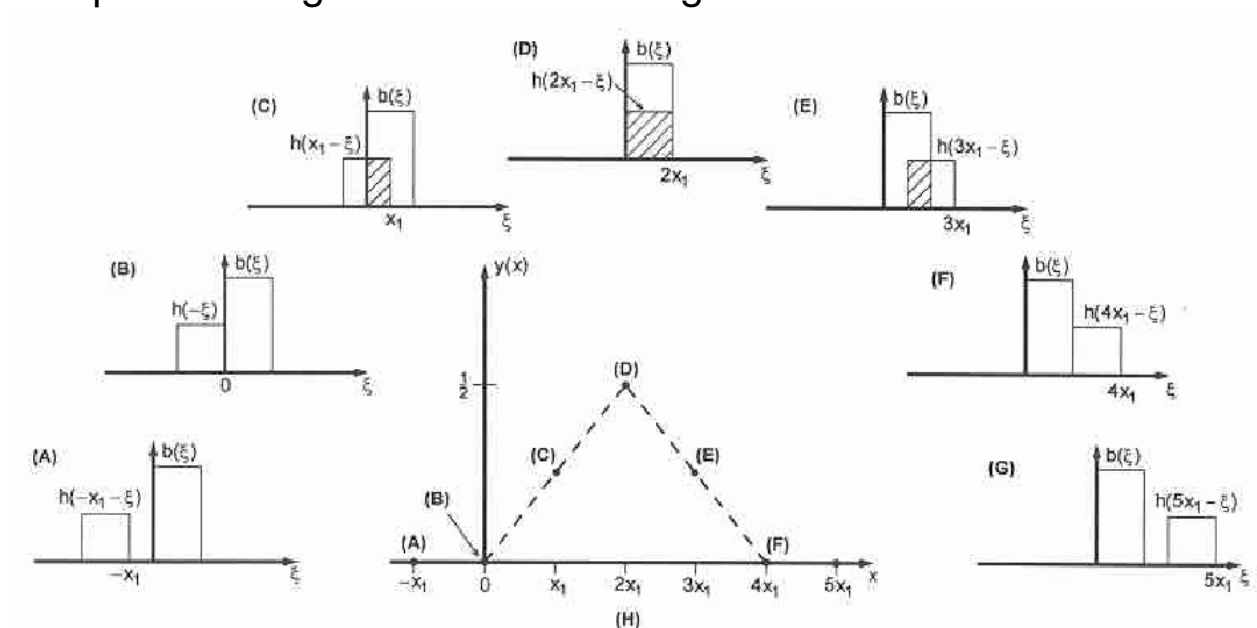 (A)
b(ξ)
h(−x₁ − ξ)
−x₁
ξ
(B)
b(ξ)
h(−ξ)
0
ξ
(C)
b(ξ)
h(x₁ − ξ)
x₁
ξ
(D)
b(ξ)
h(2x₁ − ξ)
2x₁
ξ
(E)
b(ξ)
h(3x₁ − ξ)
3x₁
ξ
(F)
b(ξ)
h(4x₁ − ξ)
4x₁
ξ
(G)
b(ξ)
h(5x₁ − ξ)
5x₁
ξ
y(x)
1/2
(D)
(C)
(E)
(B)
(A)
(F)
−x₁ 0 x₁ 2x₁ 3x₁ 4x₁ 5x₁ x
(H)